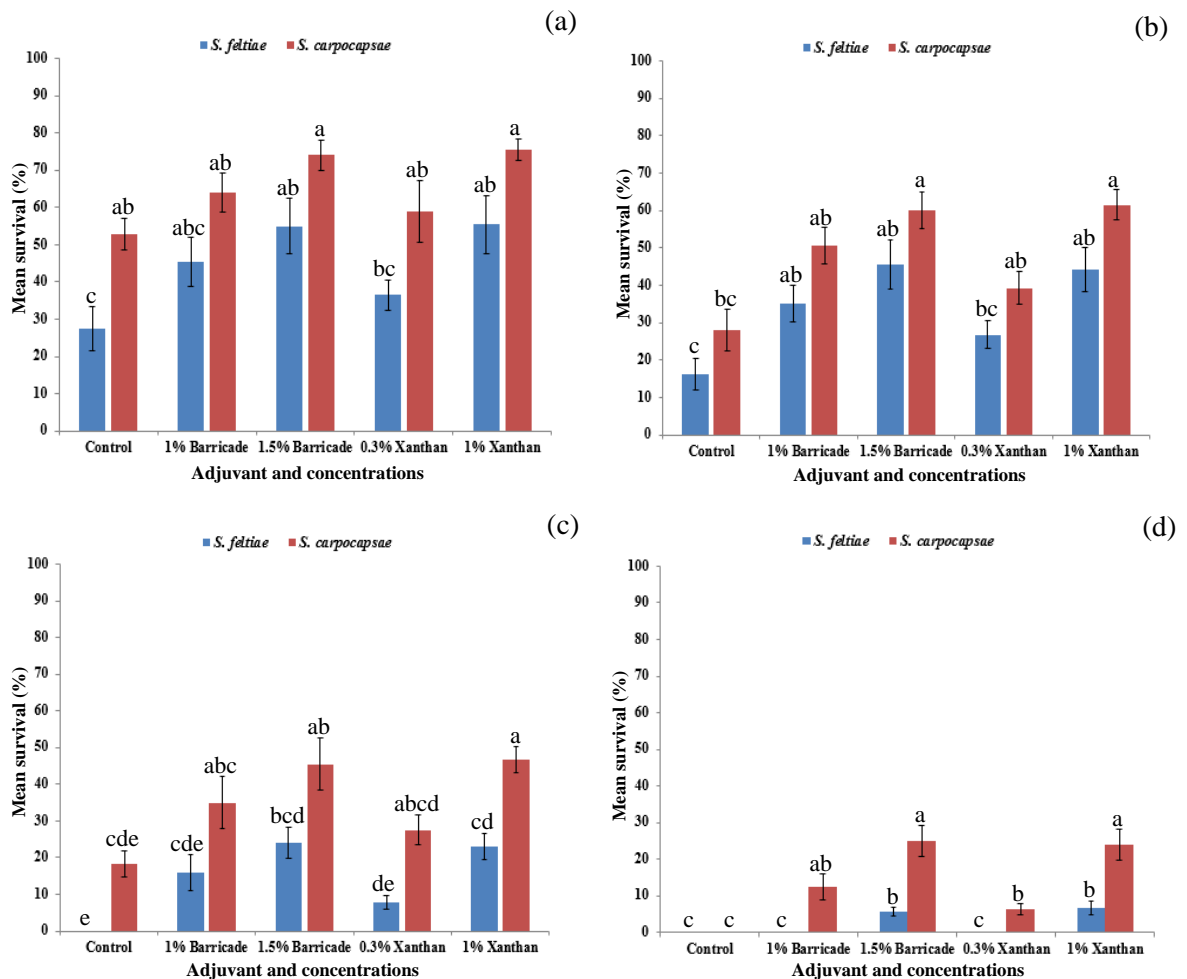 (a)
S. feltiae S. carpocapsae
Mean survival (%)
100
90
80
70
60
50
40
30
20
10
0
c ab abc ab ab a bc ab ab a
Control 1% Barricade 1.5% Barricade 0.3% Xanthan 1% Xanthan
Adjuvant and concentrations
(b)
S. feltiae S. carpocapsae
Mean survival (%)
100
90
80
70
60
50
40
30
20
10
0
c bc ab ab ab a bc ab ab a
Control 1% Barricade 1.5% Barricade 0.3% Xanthan 1% Xanthan
Adjuvant and concentrations
(c)
S. feltiae S. carpocapsae
Mean survival (%)
100
90
80
70
60
50
40
30
20
10
0
e cde cde abc bcd ab de abcd cd a
Control 1% Barricade 1.5% Barricade 0.3% Xanthan 1% Xanthan
Adjuvant and concentrations
(d)
S. feltiae S. carpocapsae
Mean survival (%)
100
90
80
70
60
50
40
30
20
10
0
c c c ab b a c b b a
Control 1% Barricade 1.5% Barricade 0.3% Xanthan 1% Xanthan
Adjuvant and concentrations